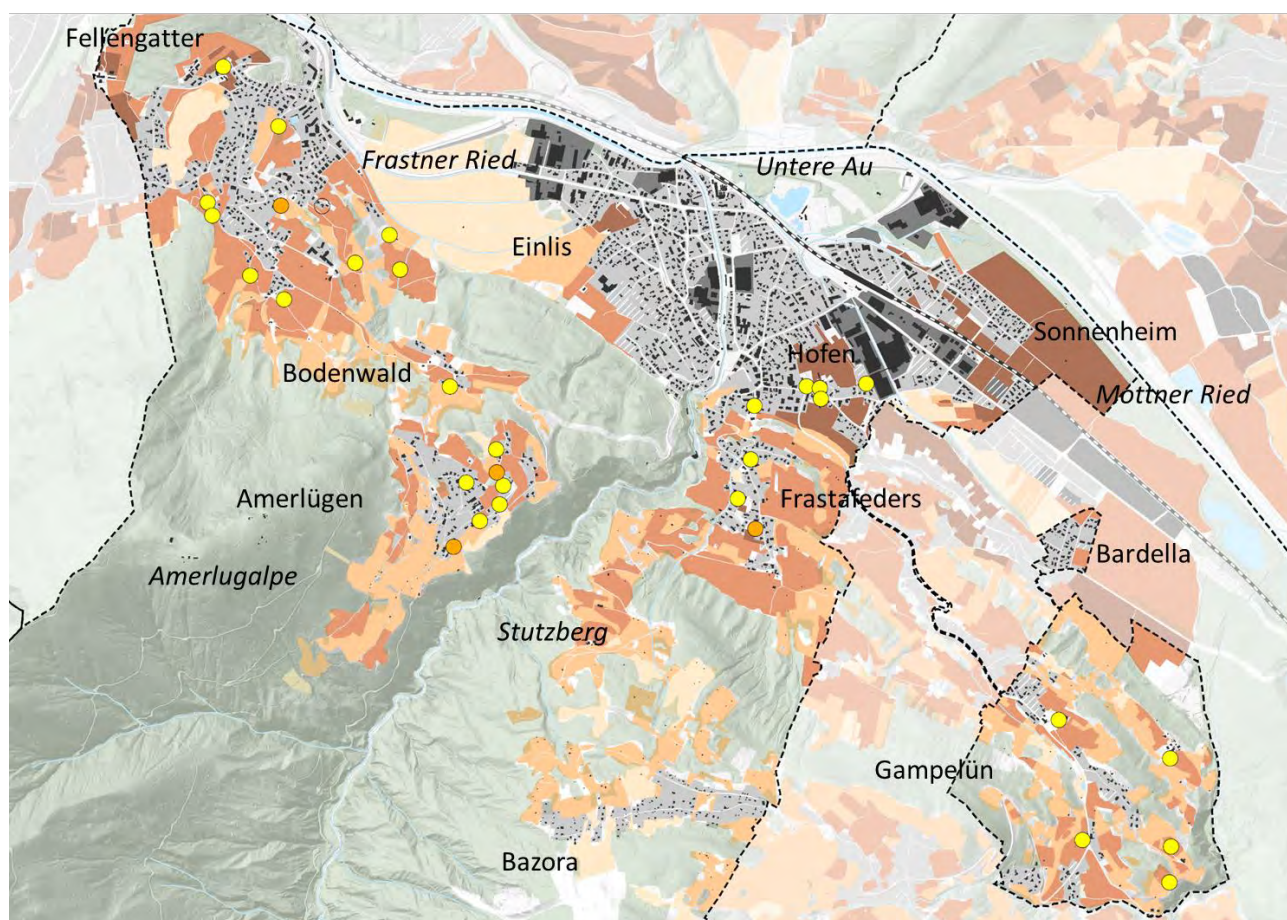 Fellengatter
Frastner Ried
Untere Au
Einlis
Sonnenheim
Hofen
Bodenwald
Mottner Ried
Amerlügen
Frastafeders
Bardella
Amerlugalpe
Stutzberg
Gampelün
Bazora